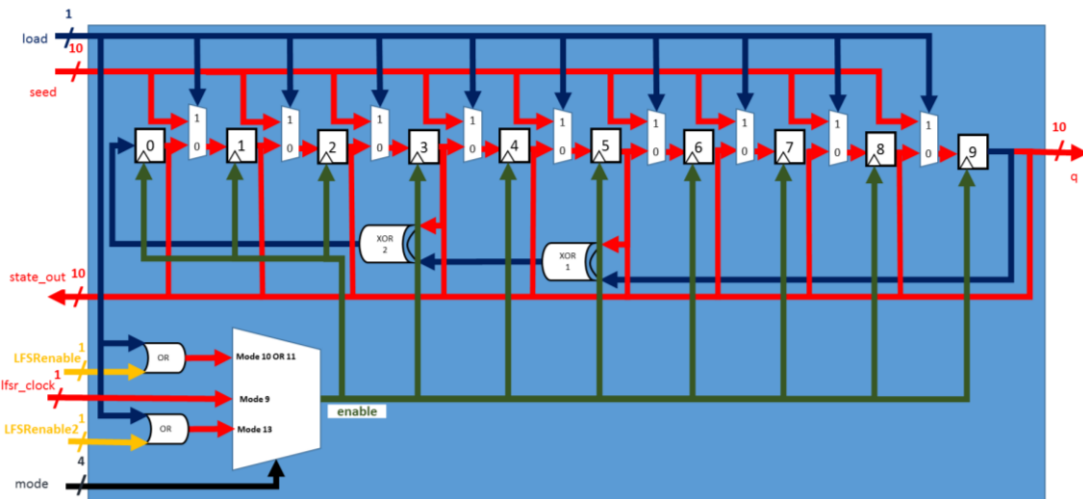 1
load
10
seed
1 1 1 1 1 1 1 1 1
0 1 2 3 4 5 6 7 8 9
0 0 0 0 0 0 0 0 0
10
q
XOR
2
XOR
1
state_out
10
LFSRenable
1
OR
Mode 10 OR 11
lfsr_clock
1
Mode 9
enable
LFSRenable2
1
OR
Mode 13
4
mode